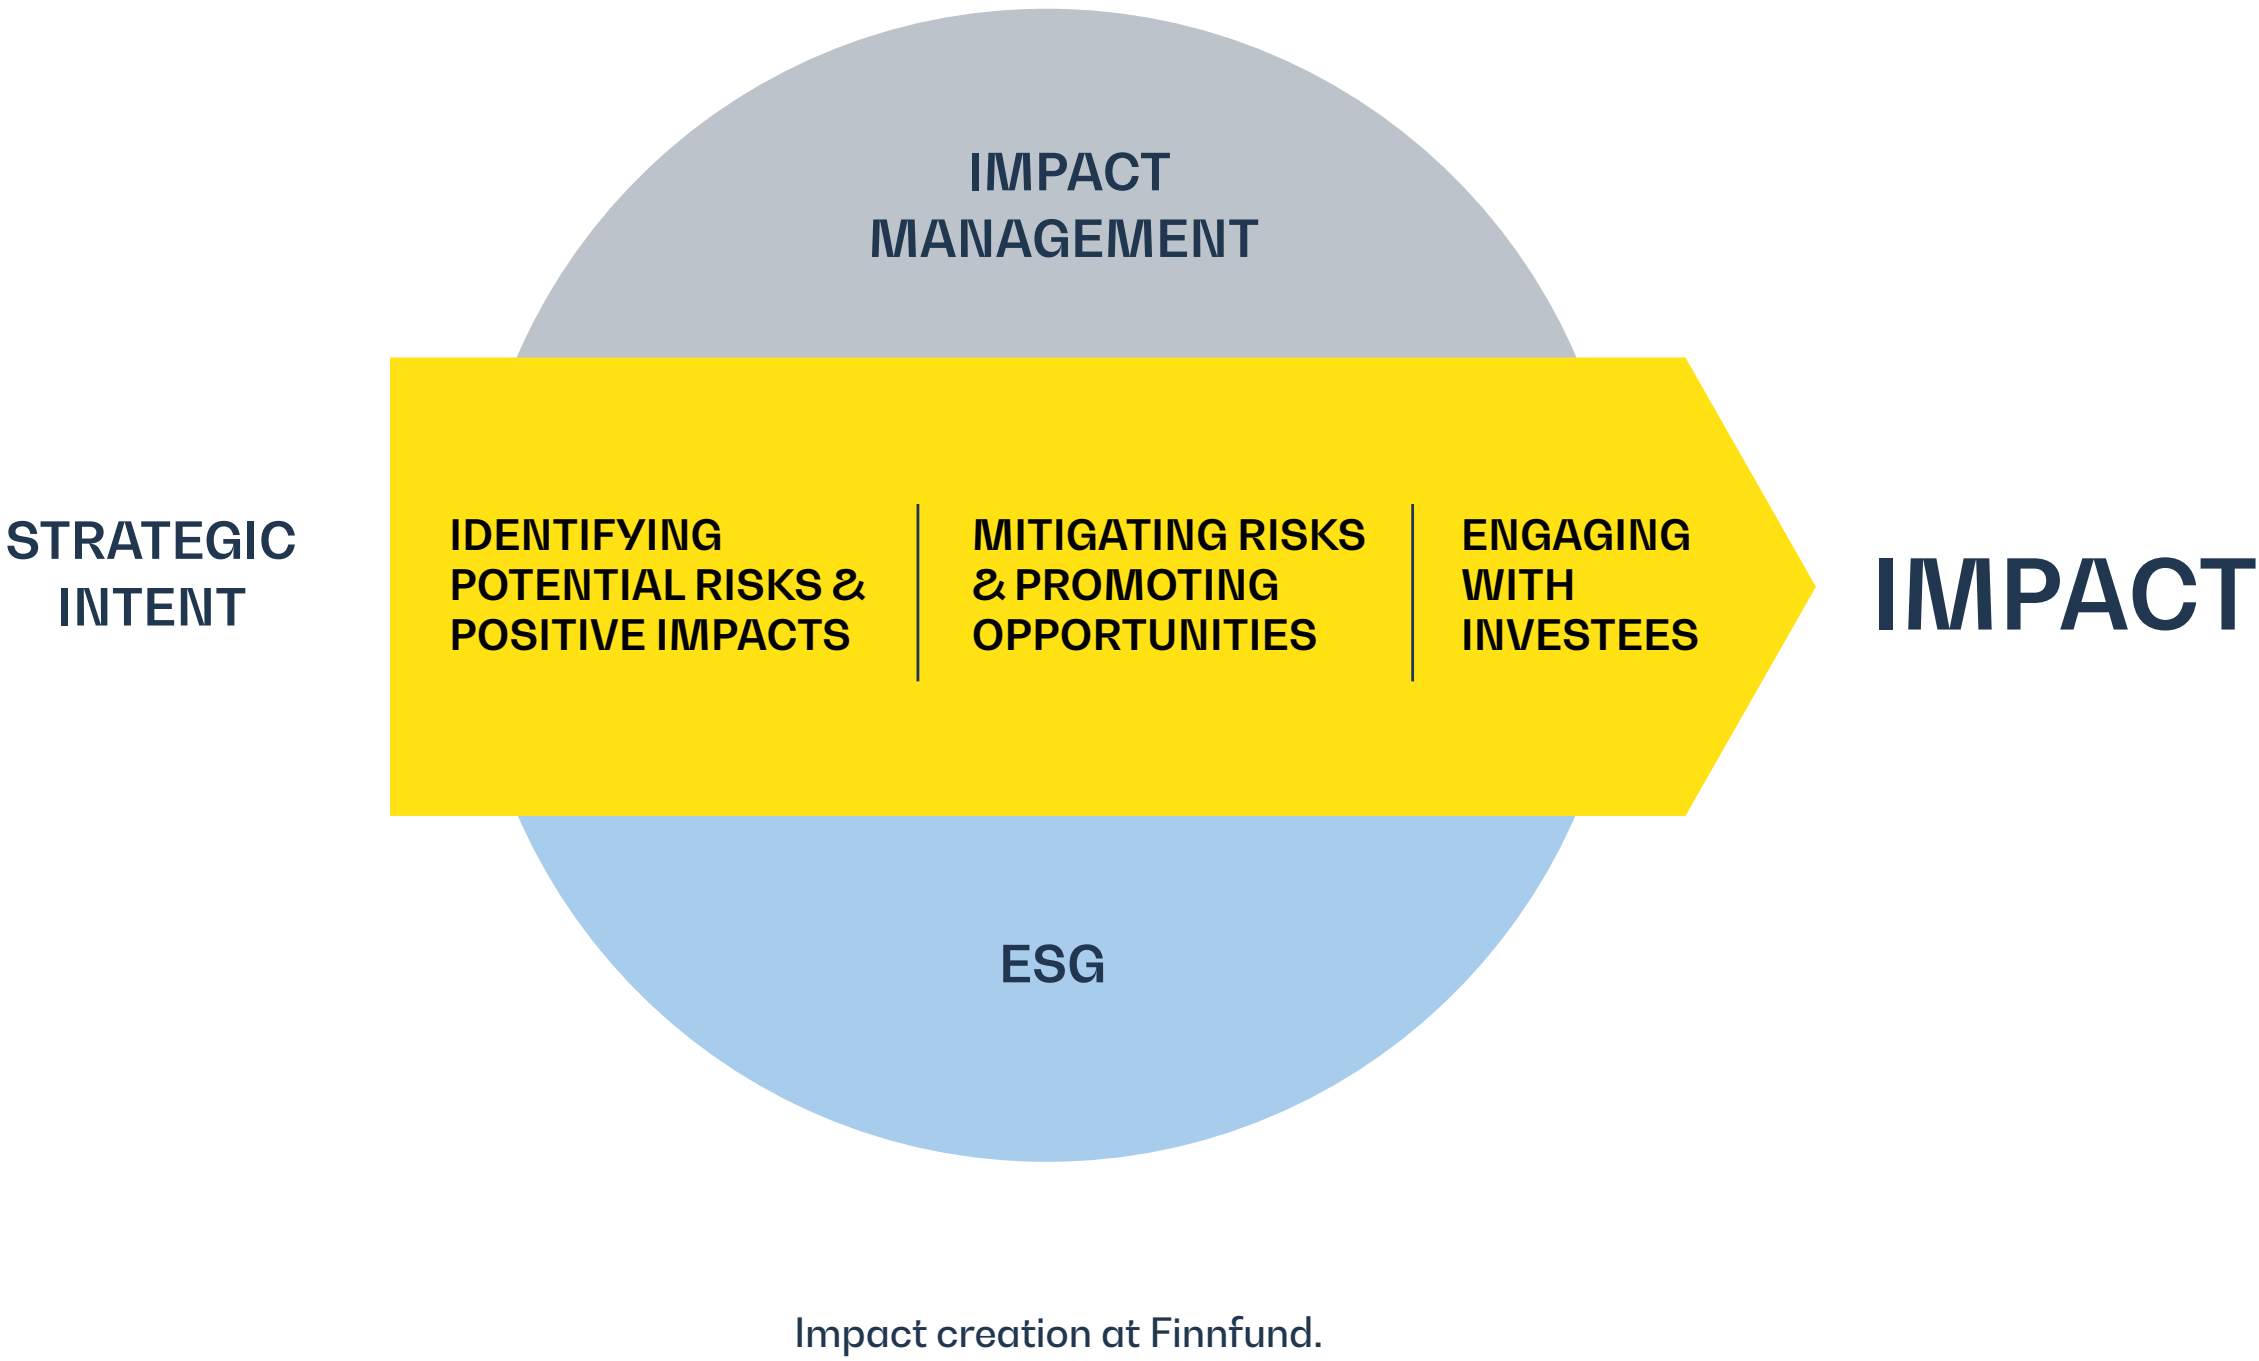 IMPACT
MANAGEMENT
STRATEGIC
INTENT
IDENTIFYING
POTENTIAL RISKS &
POSITIVE IMPACTS
MITIGATING RISKS
& PROMOTING
OPPORTUNITIES
ENGAGING
WITH
INVESTEES
IMPACT
ESG
Impact creation at Finnfund.